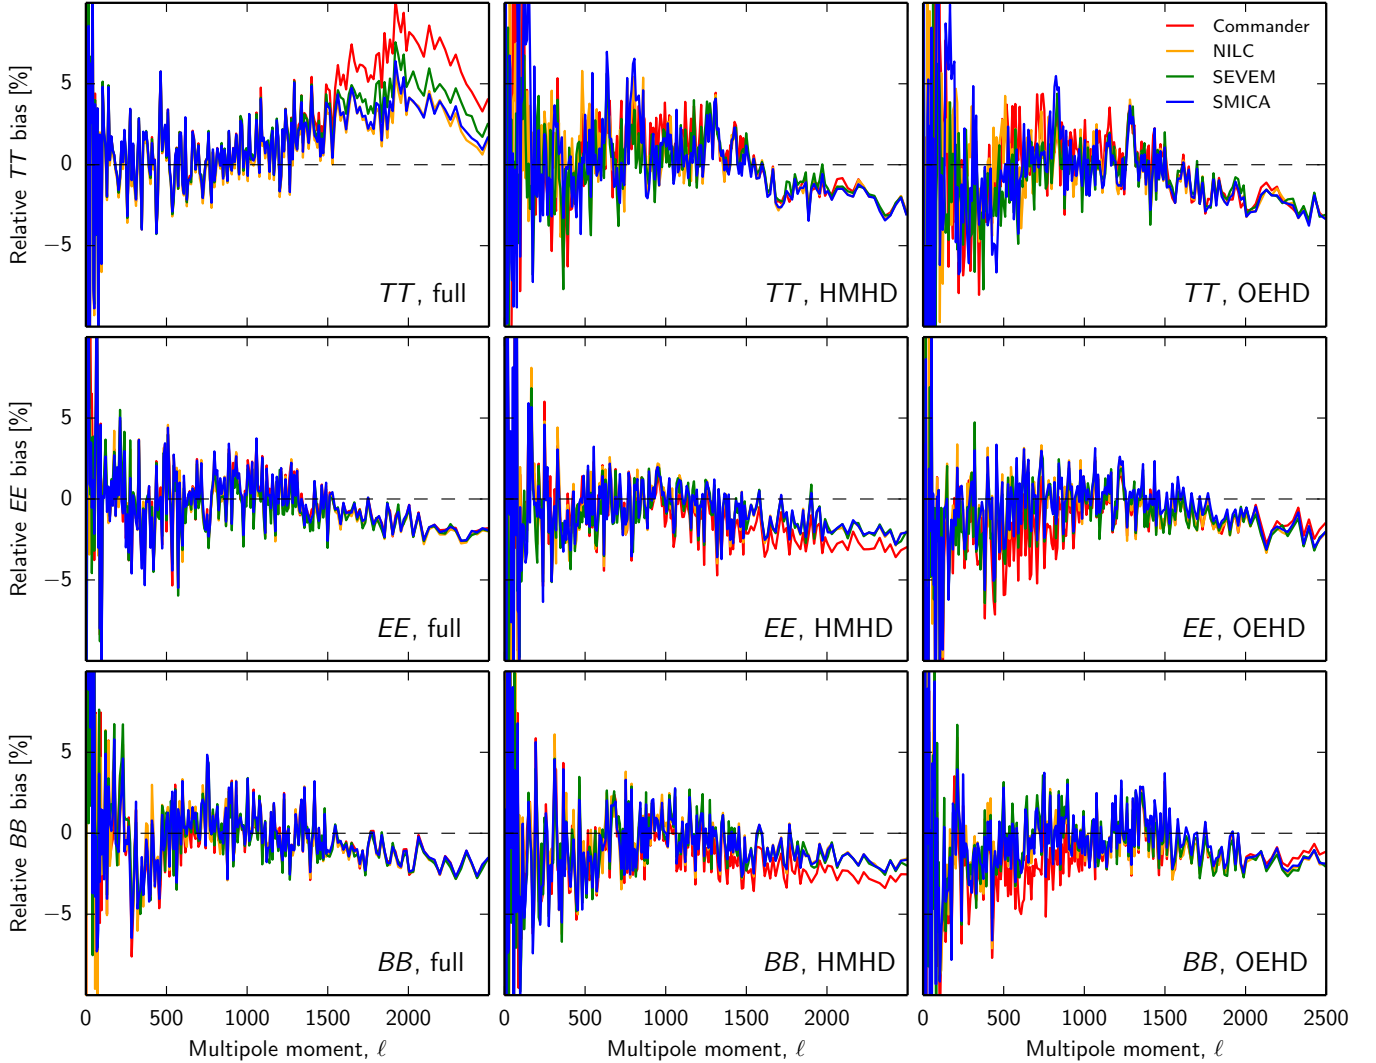 Commander
NILC
SEVEM
SMICA
Relative TT bias [%]
5
0
−5
TT, full
TT, HMHD
TT, OEHD
Relative EE bias [%]
5
0
−5
EE, full
EE, HMHD
EE, OEHD
Relative BB bias [%]
5
0
−5
BB, full
BB, HMHD
BB, OEHD
0 500 1000 1500 2000 0 500 1000 1500 2000 0 500 1000 1500 2000 2500
Multipole moment, ℓ Multipole moment, ℓ Multipole moment, ℓ